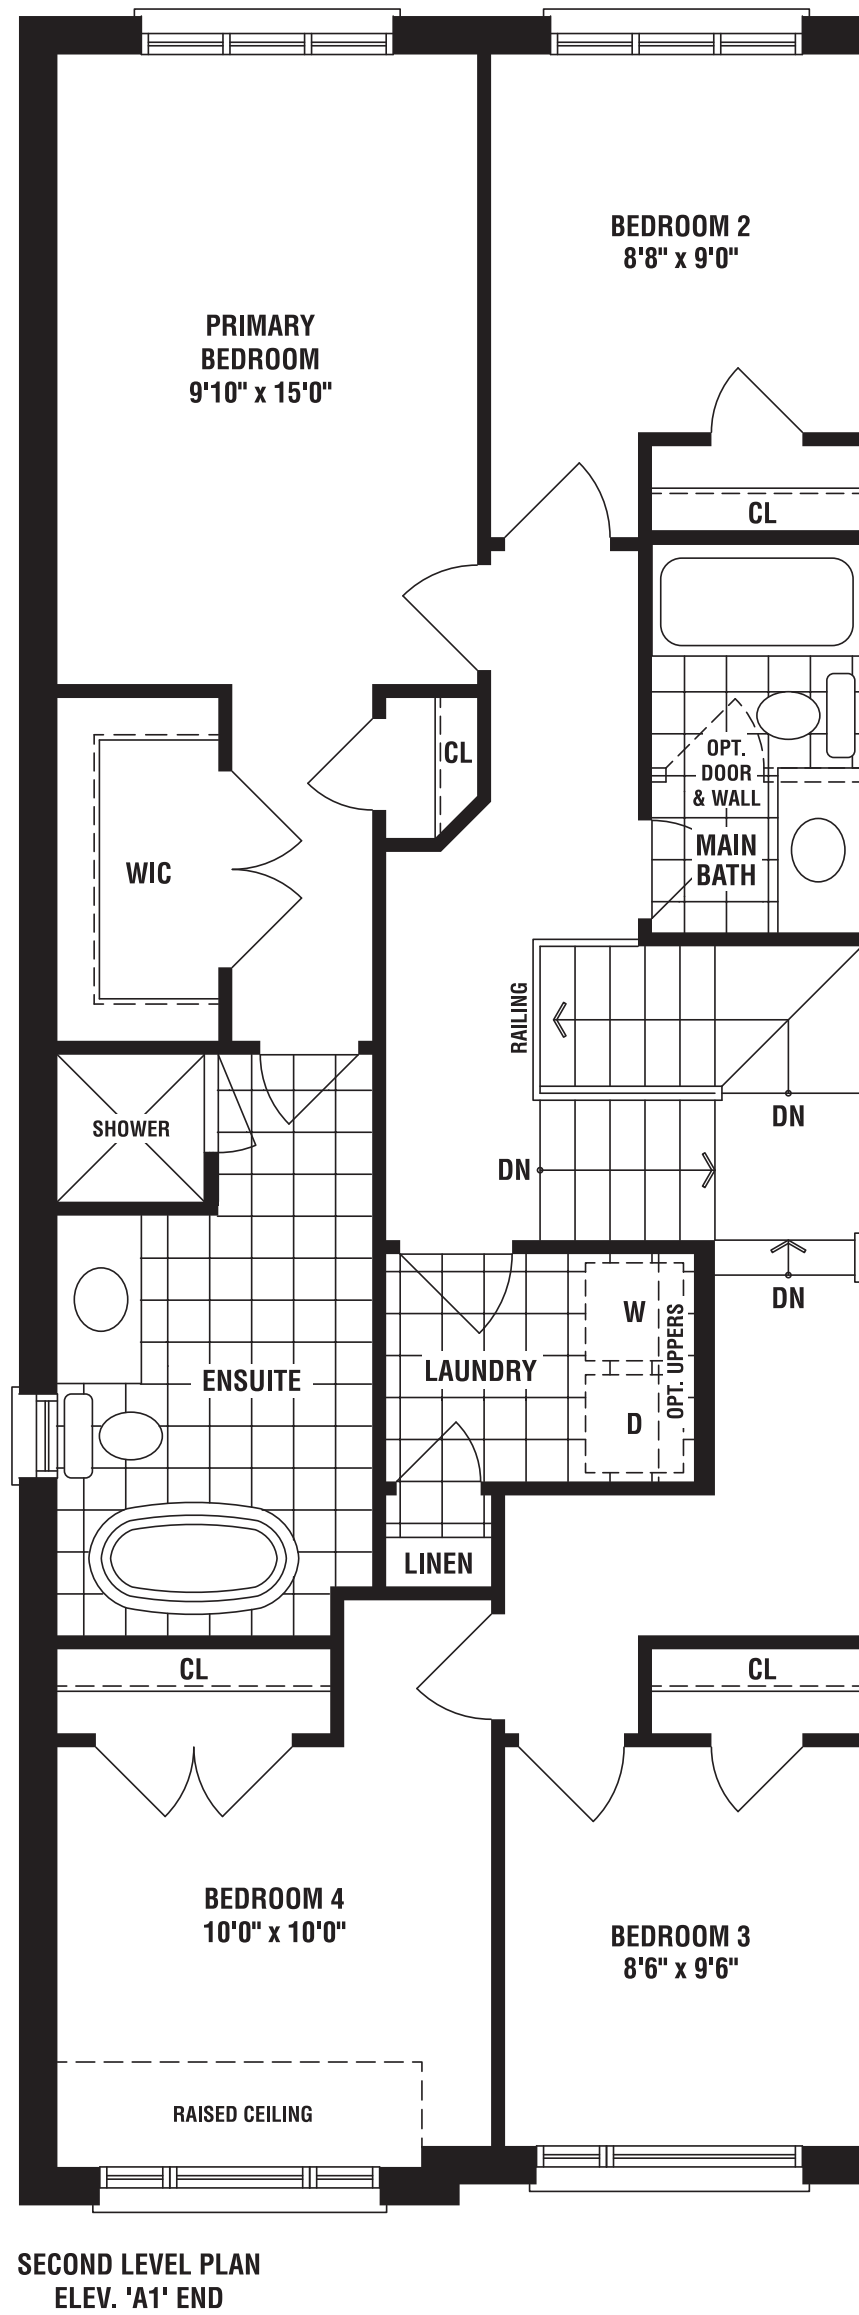 BEDROOM 2
8'8" x 9'0"
PRIMARY
BEDROOM
9'10" x 15'0"
CL
CL
OPT.
DOOR
& WALL
MAIN
BATH
WIC
RAILING
DN
DN
DN
SHOWER
W
OPT. UPPERS
LAUNDRY
D
ENSUITE
LINEN
CL
CL
BEDROOM 4
10'0" x 10'0"
BEDROOM 3
8'6" x 9'6"
RAISED CEILING
SECOND LEVEL PLAN
ELEV. 'A1' END